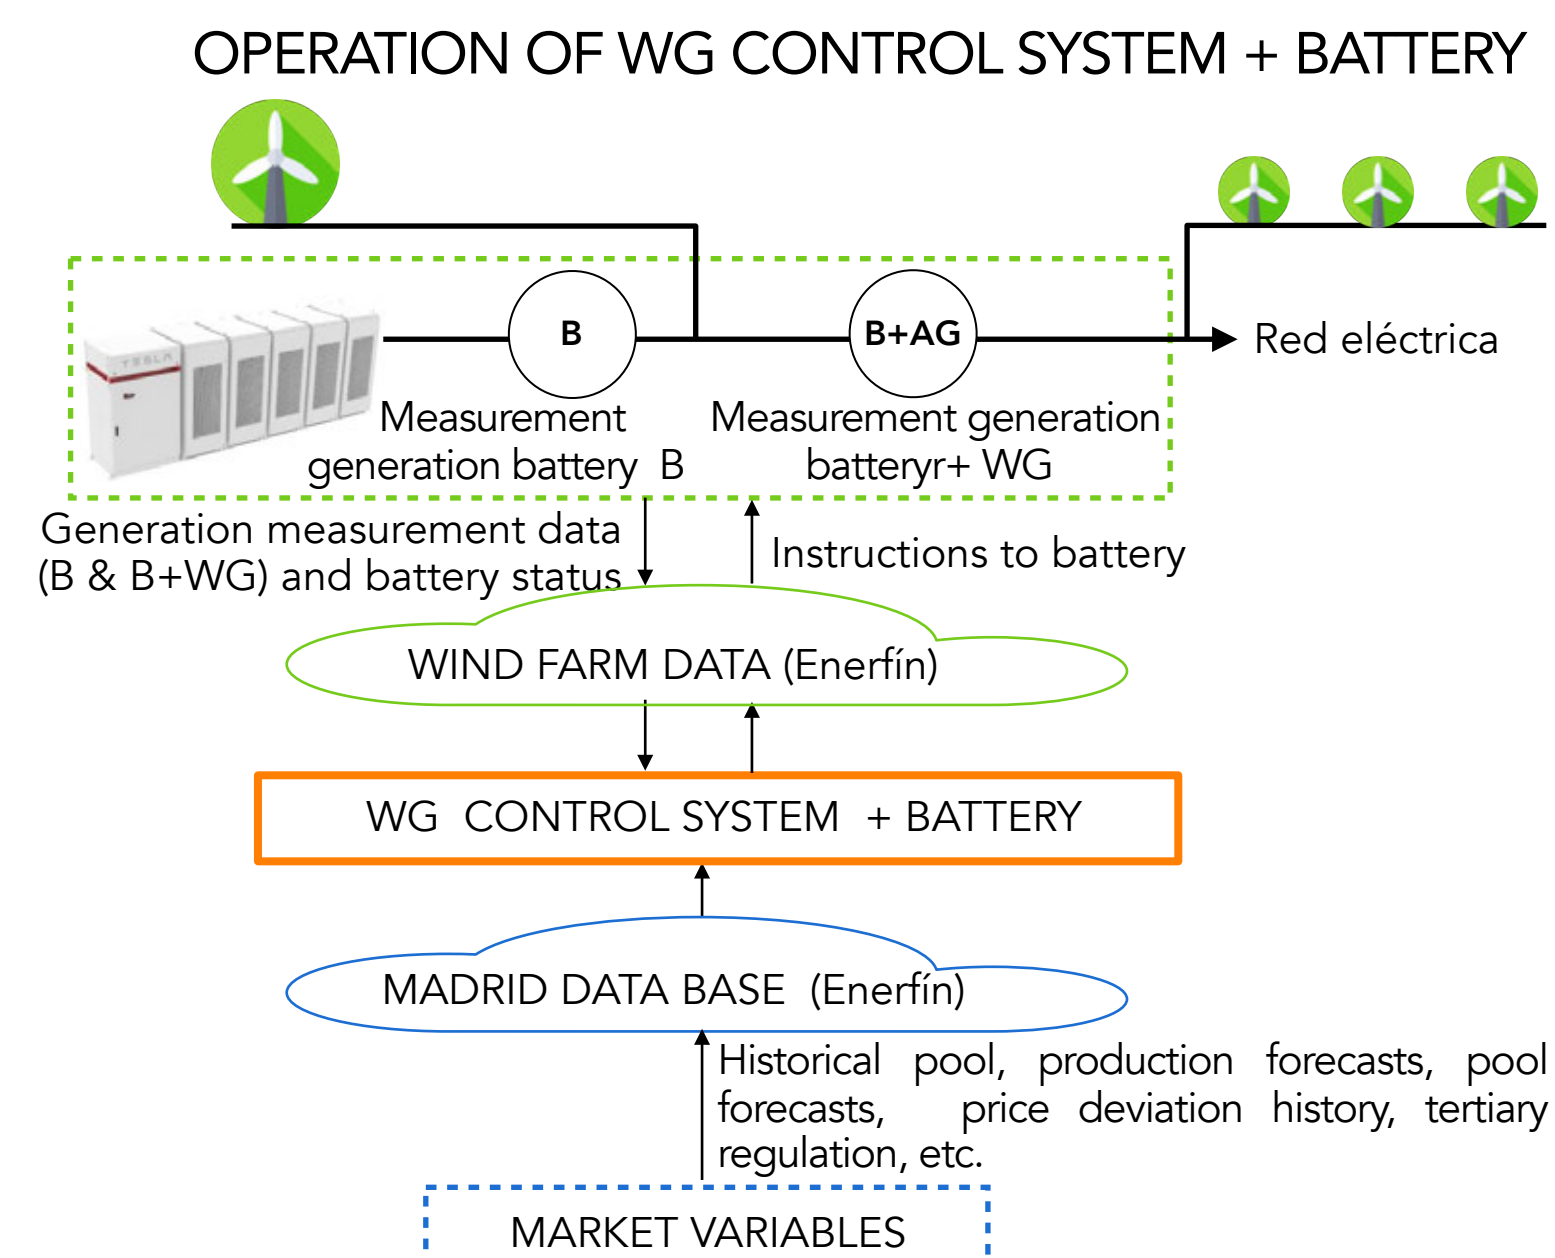 OPERATION OF WG CONTROL SYSTEM + BATTERY
B
B+AG
Red eléctrica
TESLA
Measurement
generation battery B
Measurement generation
batteryr+ WG
Generation measurement data
(B & B+WG) and battery status
Instructions to battery
WIND FARM DATA (Enerfín)
WG CONTROL SYSTEM + BATTERY
MADRID DATA BASE (Enerfín)
Historical pool, production forecasts, pool
forecasts, price deviation history, tertiary
regulation, etc.
MARKET VARIABLES